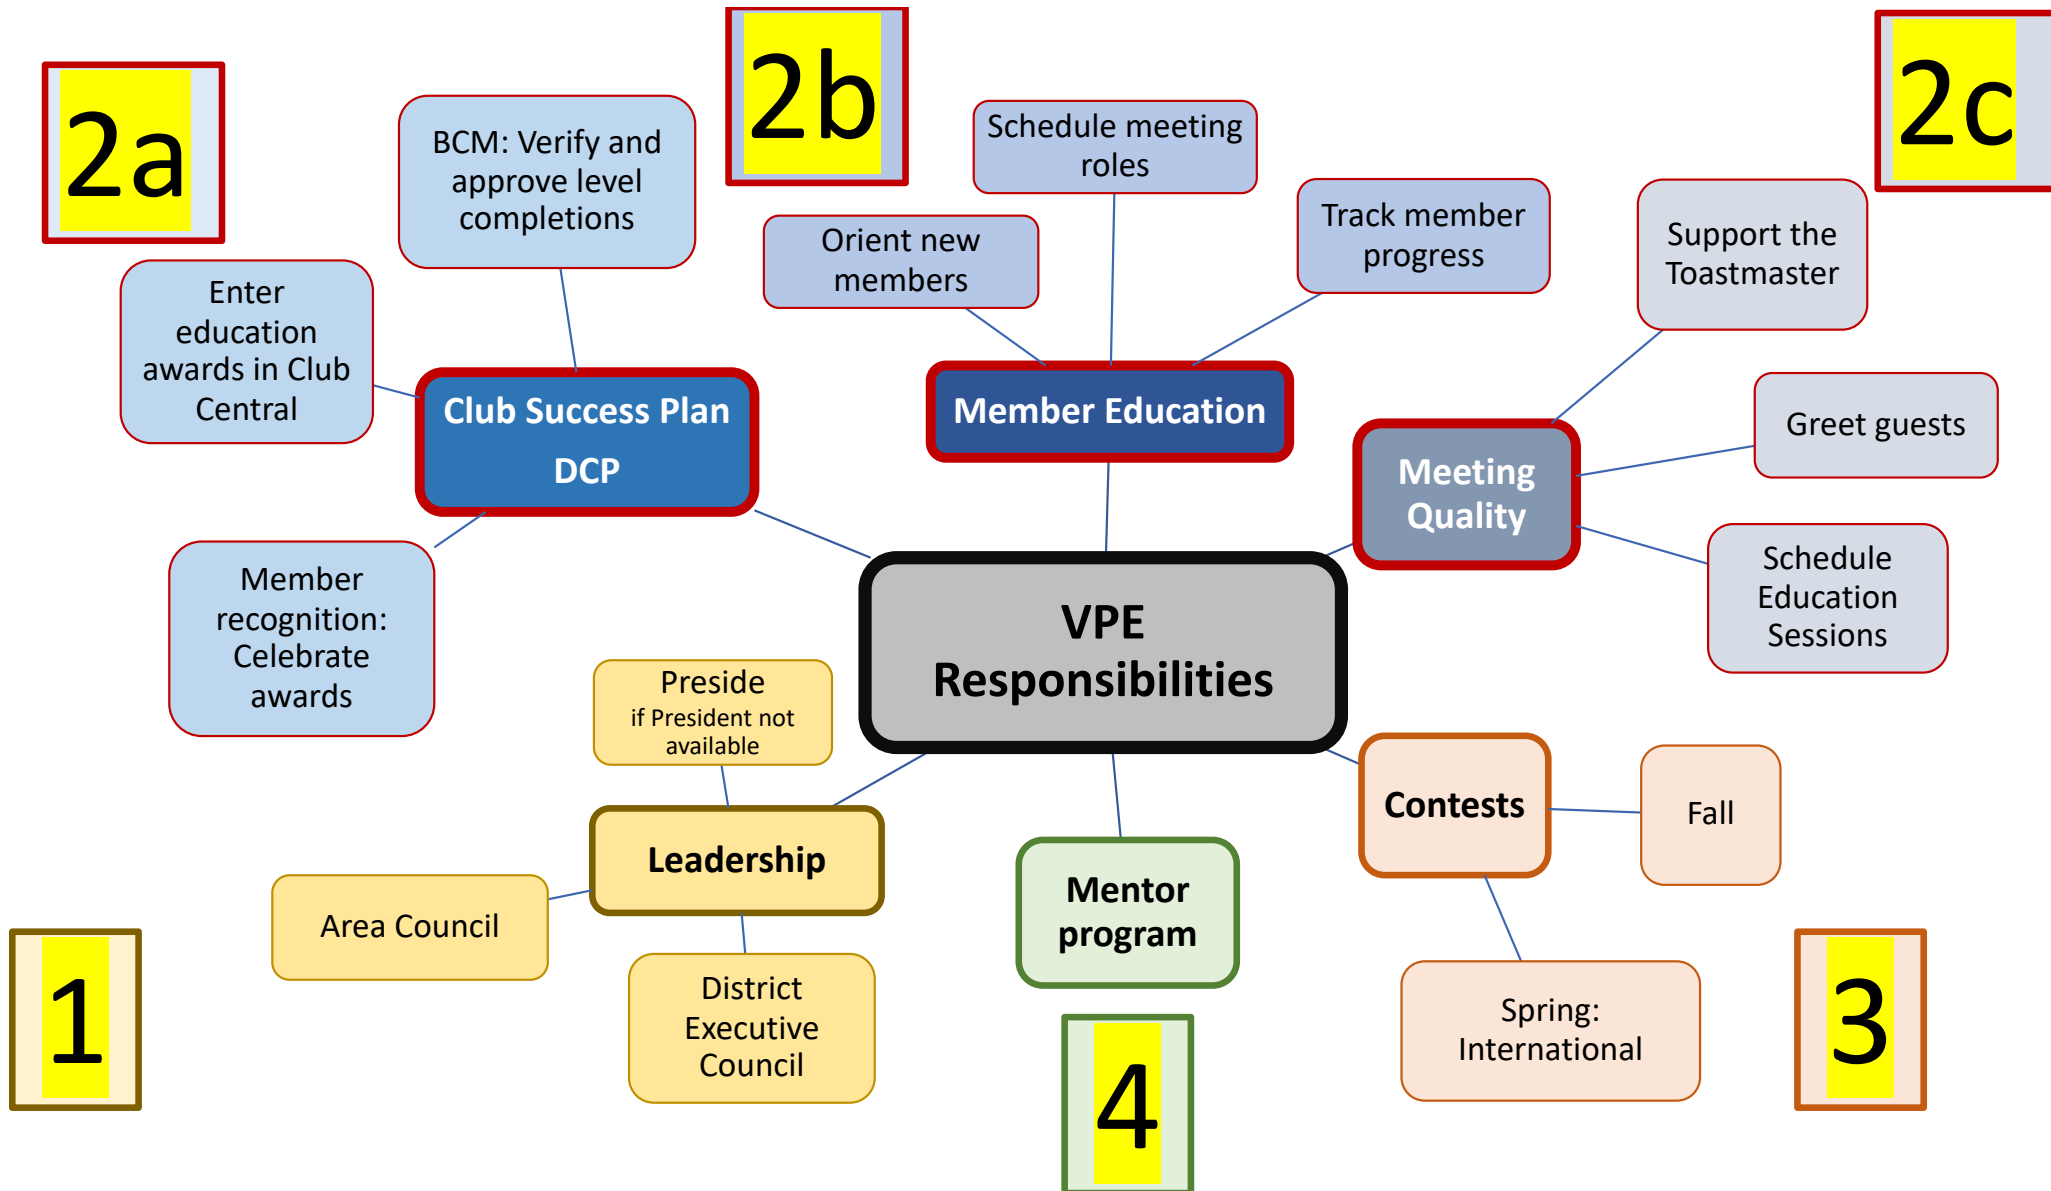 2a
BCM: Verify and
approve level
completions
Enter
education
awards in Club
Central
Club Success Plan
DCP
Member
recognition:
Celebrate
awards
2b
Schedule meeting
roles
Orient new
members
Track member
progress
Member Education
2c
Support the
Toastmaster
Greet guests
Meeting
Quality
Schedule
Education
Sessions
VPE
Responsibilities
Preside
if President not
available
Leadership
Area Council
District
Executive
Council
1
Mentor
program
4
Contests
Fall
Spring:
International
3